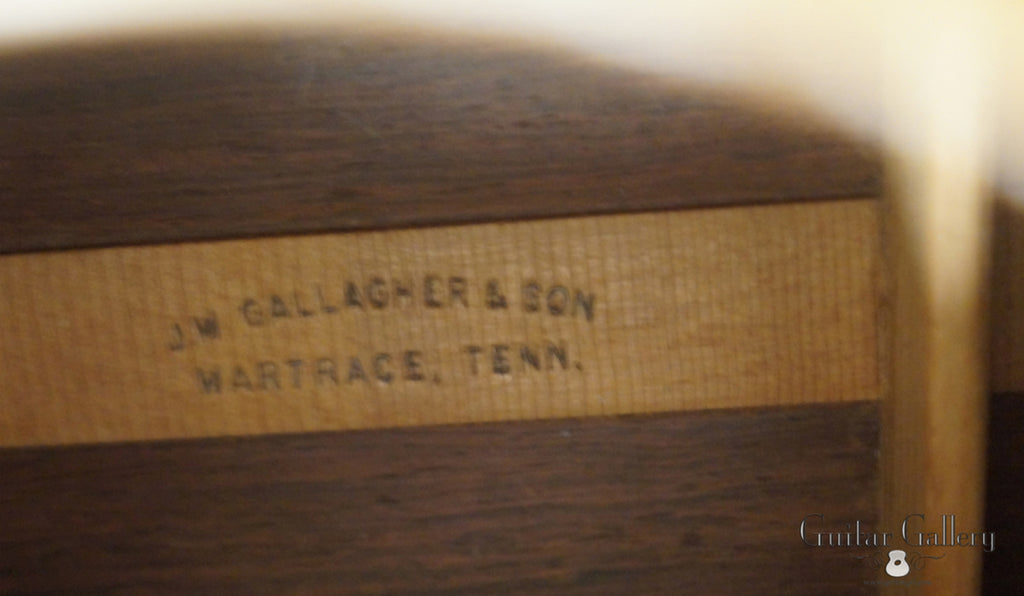 J.W GALLAGHER & SON
WARTRACE, TENN.
Guitar Gallery